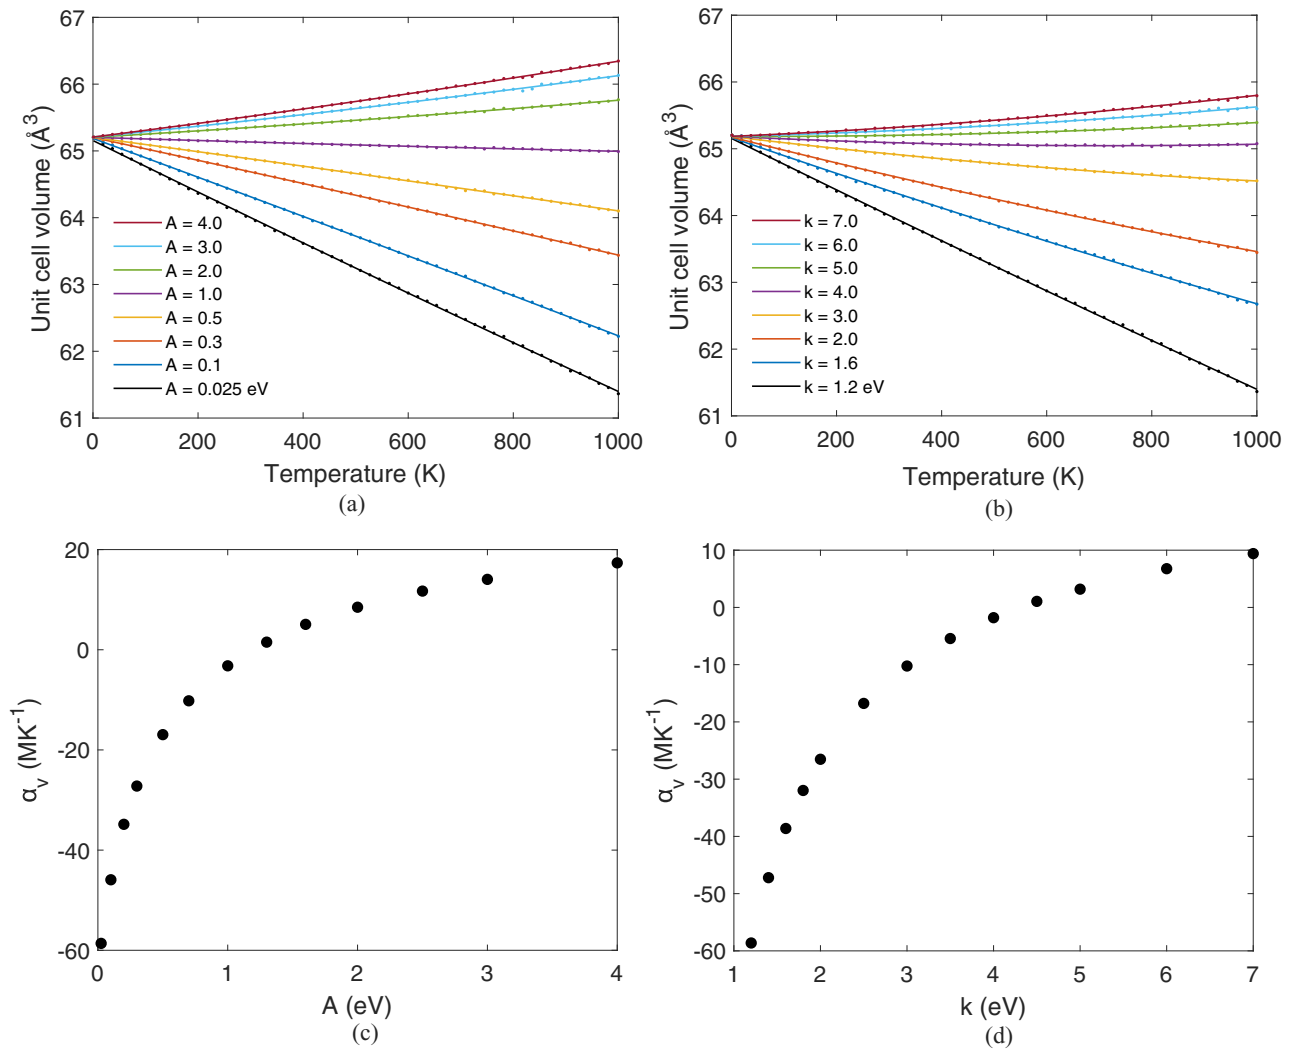 67
66
65
64
63
62
61
Unit cell volume (Å³)
A = 4.0
A = 3.0
A = 2.0
A = 1.0
A = 0.5
A = 0.3
A = 0.1
A = 0.025 eV
0 200 400 600 800 1000
Temperature (K)
(a)
67
66
65
64
63
62
61
Unit cell volume (Å³)
k = 7.0
k = 6.0
k = 5.0
k = 4.0
k = 3.0
k = 2.0
k = 1.6
k = 1.2 eV
0 200 400 600 800 1000
Temperature (K)
(b)
20
0
-20
-40
-60
αᵥ (MK⁻¹)
0 1 2 3 4
A (eV)
(c)
10
0
-10
-20
-30
-40
-50
-60
αᵥ (MK⁻¹)
1 2 3 4 5 6 7
k (eV)
(d)